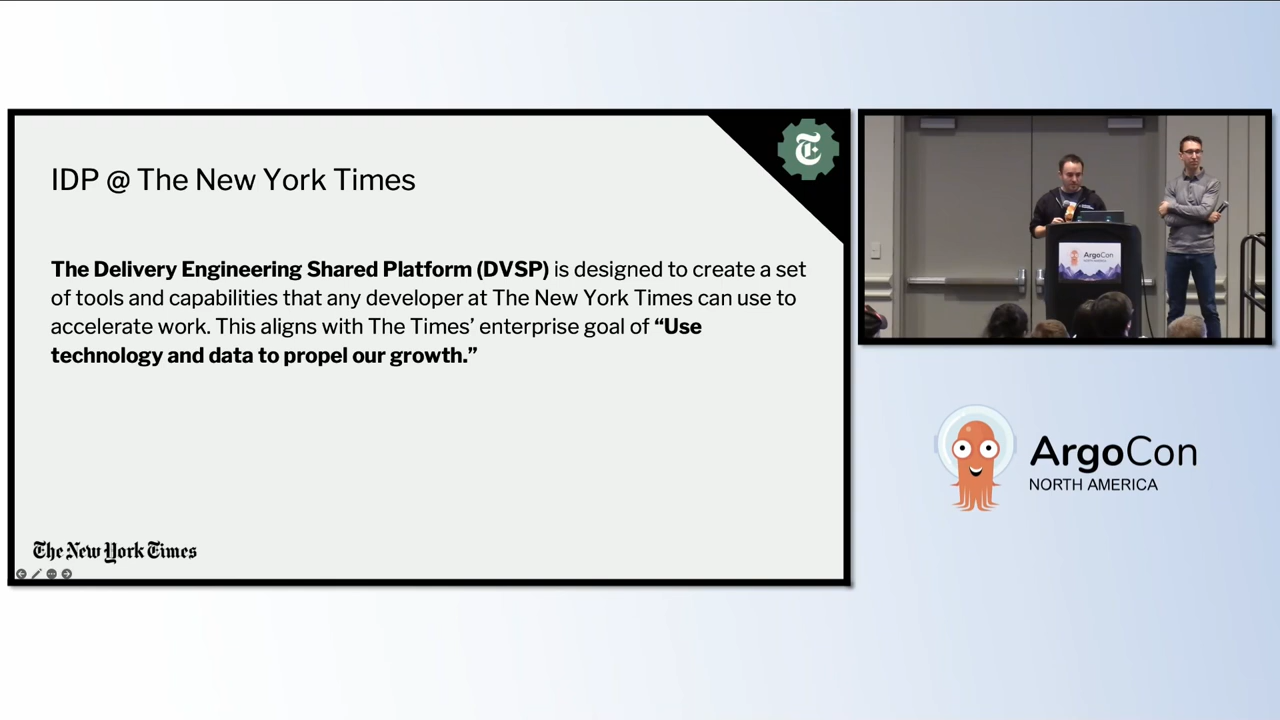 IDP @ The New York Times
The Delivery Engineering Shared Platform (DVSP) is designed to create a set
of tools and capabilities that any developer at The New York Times can use to
accelerate work. This aligns with The Times’ enterprise goal of “Use
technology and data to propel our growth.”
The New York Times
ArgoCon
NORTH AMERICA
ArgoCon
NORTH AMERICA